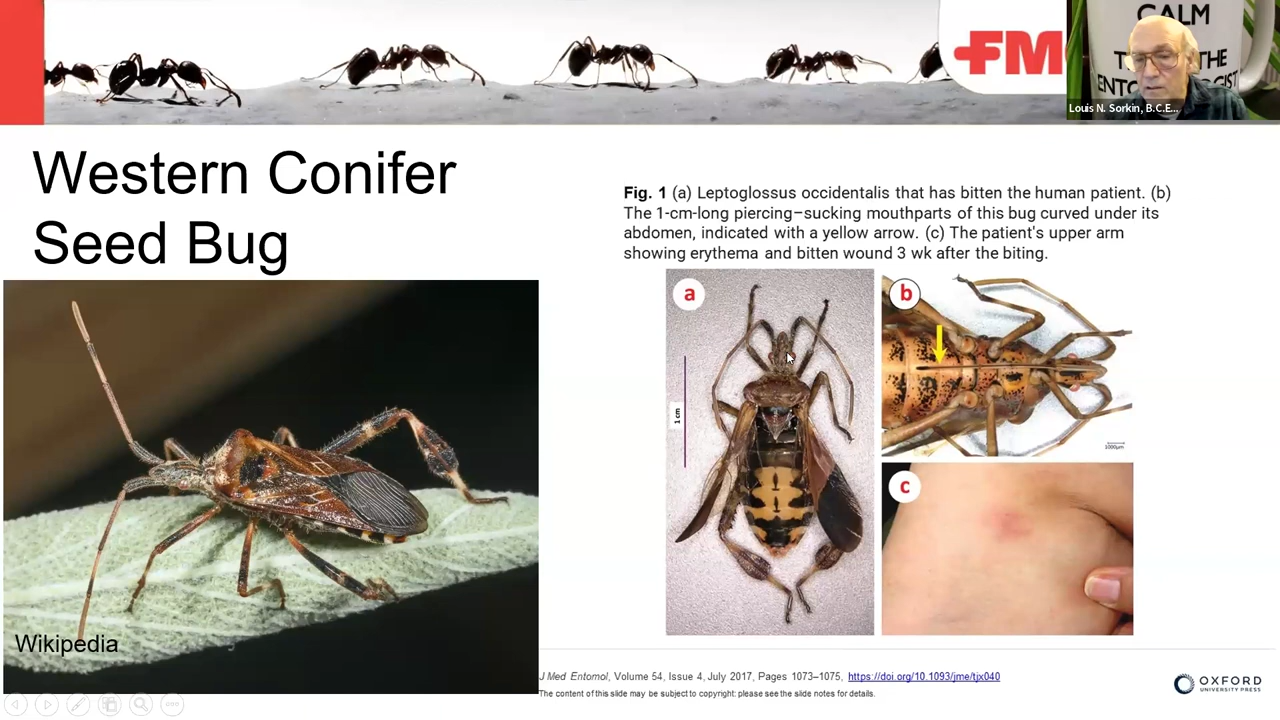 FM
CALM
THE
Louis N. Sorkin, B.C.E...
Western Conifer
Seed Bug
Fig. 1 (a) Leptoglossus occidentalis that has bitten the human patient. (b)
The 1-cm-long piercing–sucking mouthparts of this bug curved under its
abdomen, indicated with a yellow arrow. (c) The patient's upper arm
showing erythema and bitten wound 3 wk after the biting.
a
b
1 cm
1000µm
c
Wikipedia
J Med Entomol, Volume 54, Issue 4, July 2017, Pages 1073–1075, https://doi.org/10.1093/jme/tjx040
The content of this slide may be subject to copyright: please see the slide notes for details.
OXFORD
UNIVERSITY PRESS